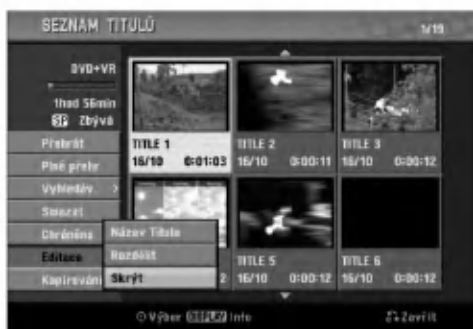 SEZNAM TITULŮ 1/19
DVD+VR
1hod 56min
SP Zbývá
Přehrát
Plné přehr
Vyhledáv. >
Smazat
Chráněno
Editace
Kopírování
Název Titulu
Rozdělit
Skrýt
TITLE 1
16/10 0:01:03
TITLE 2
16/10 0:00:11
TITLE 3
16/10 0:00:12
2
TITLE 5
16/10 0:00:12
TITLE 6
16/10 0:00:12
Výběr DISPLAY Info Zavřít